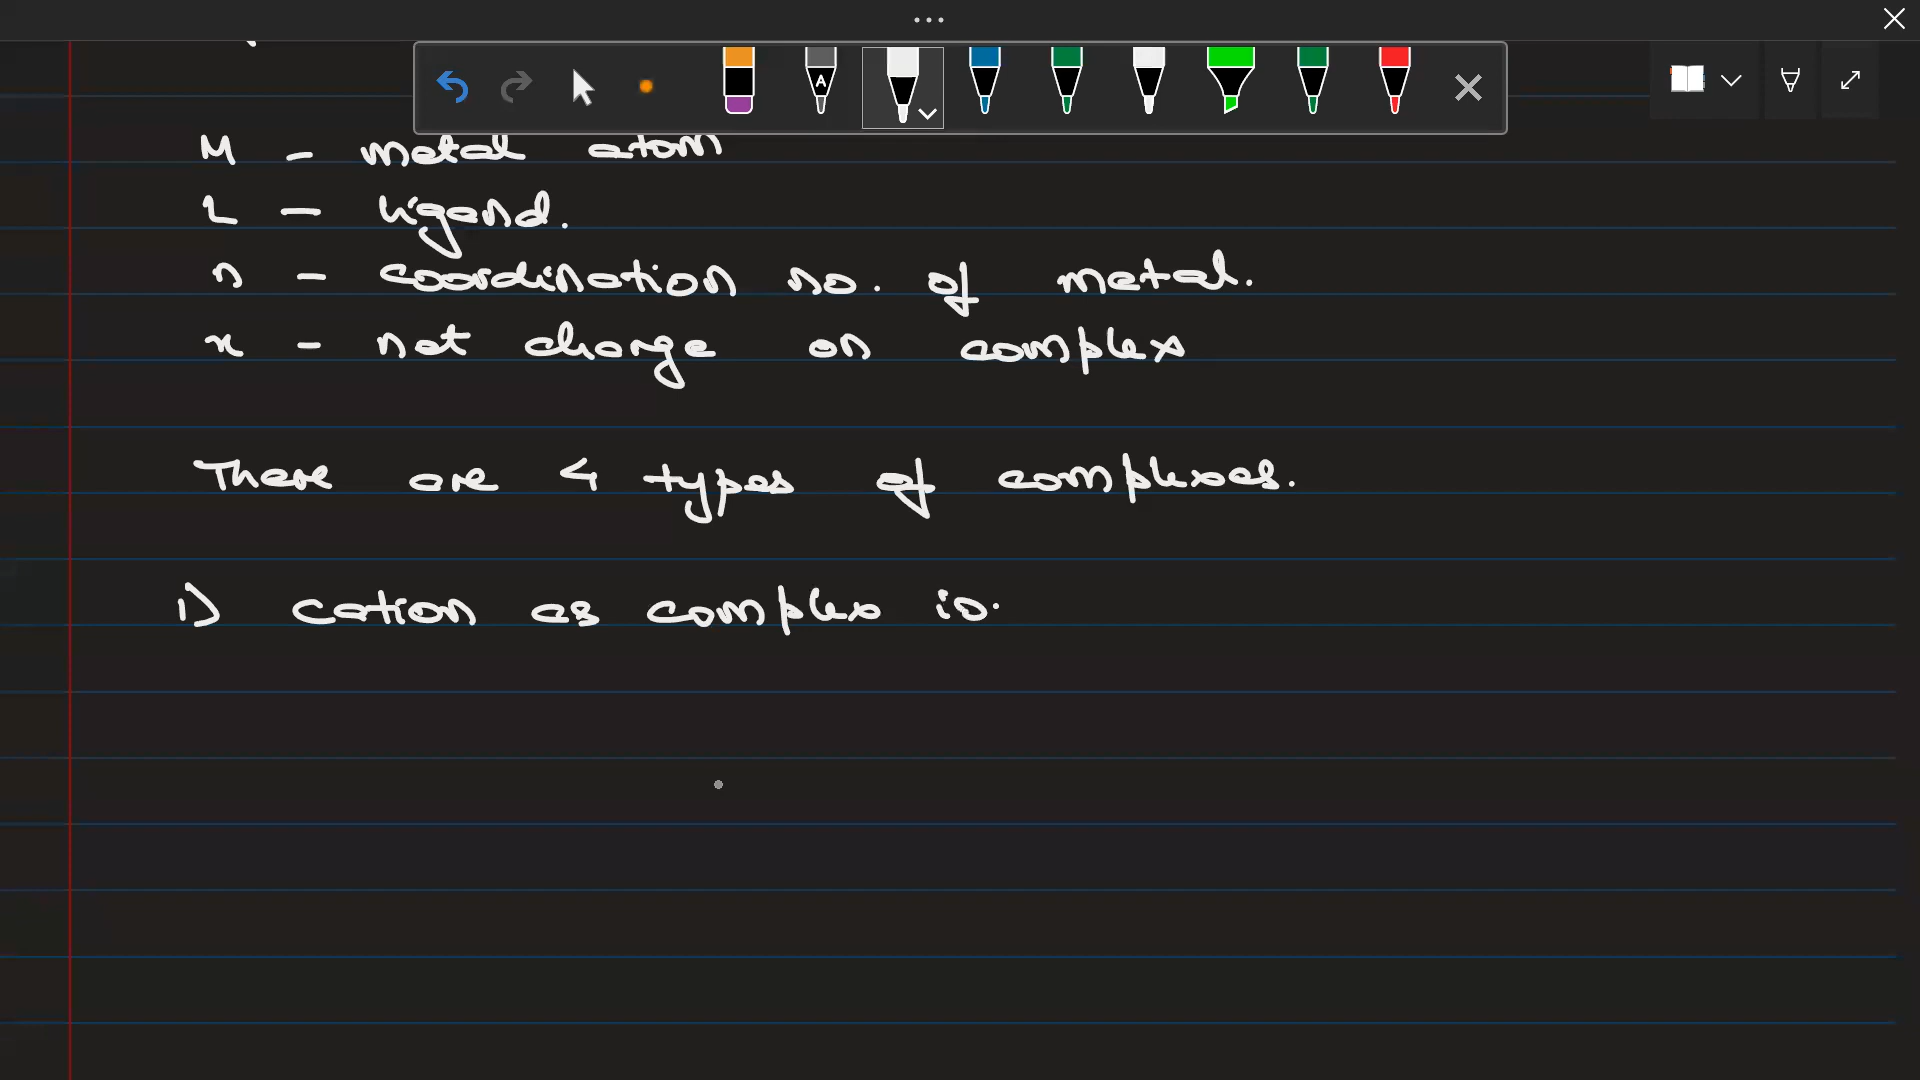 M - metal atom
L - ligand.
n - coordination no. of metal.
x - net charge on complex
There are 4 types of complexes.
1) cation as complex is.